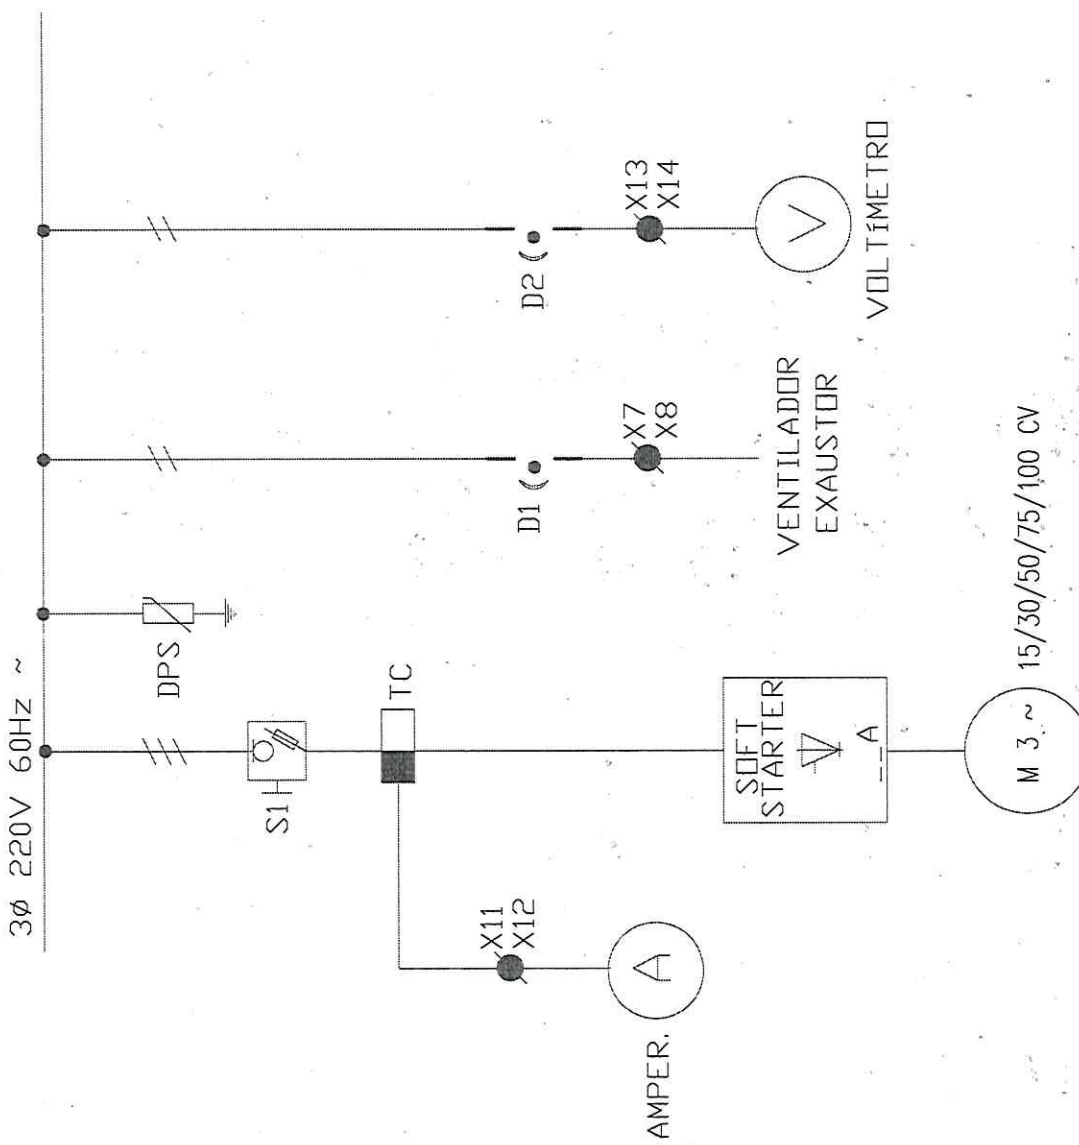 3Ø 220V 60Hz ~
DPS
S1
TC
X11
X12
AMPER.
A
SOFT
STARTER
__A
M 3 ~
15/30/50/75/100 CV
D1
X7
X8
VENTILADOR
EXAUSTOR
D2
X13
X14
V
VOLTíMETRO